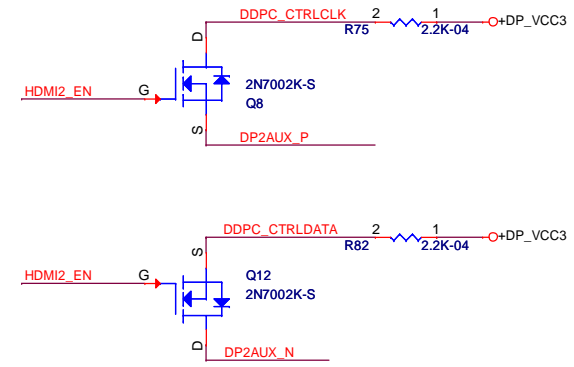 DDPC_CTRLCLK 2 1 +DP_VCC3
R75 2.2K-04
D
HDMI2_EN G 2N7002K-S
Q8
S
DP2AUX_P
DDPC_CTRLDATA 2 1 +DP_VCC3
R82 2.2K-04
S
HDMI2_EN G Q12
2N7002K-S
D
DP2AUX_N